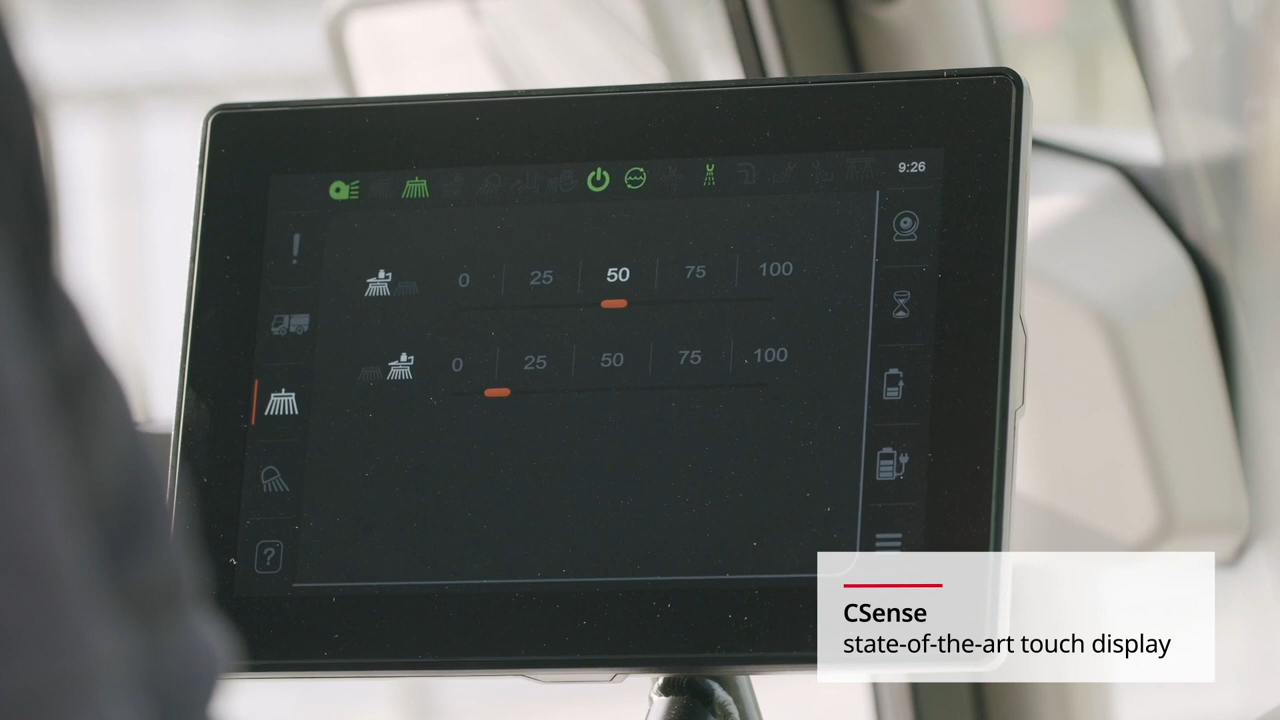 9:26
0 25 50 75 100
0 25 50 75 100
?
CSense
state-of-the-art touch display